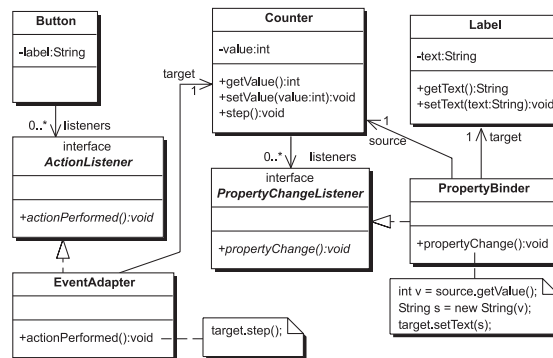 Button
-label:String
0..* listeners
interface
ActionListener
+actionPerformed():void
EventAdapter
+actionPerformed():void
target.step();
target
1
Counter
-value:int
+getValue():int
+setValue(value:int):void
+step():void
0..* listeners
interface
PropertyChangeListener
+propertyChange():void
1
source
Label
-text:String
+getText():String
+setText(text:String):void
1 target
PropertyBinder
+propertyChange():void
int v = source.getValue();
String s = new String(v);
target.setText(s);